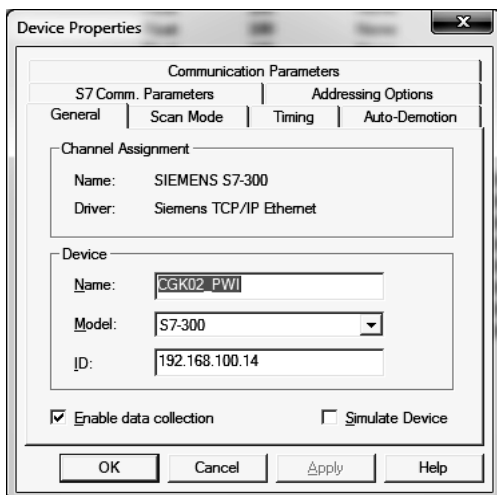 Device Properties
Communication Parameters
S7 Comm. Parameters Addressing Options
General Scan Mode Timing Auto-Demotion
Channel Assignment
Name: SIEMENS S7-300
Driver: Siemens TCP/IP Ethernet
Device
Name: CGK02_PWI
Model: S7-300
ID: 192.168.100.14
Enable data collection Simulate Device
OK Cancel Apply Help